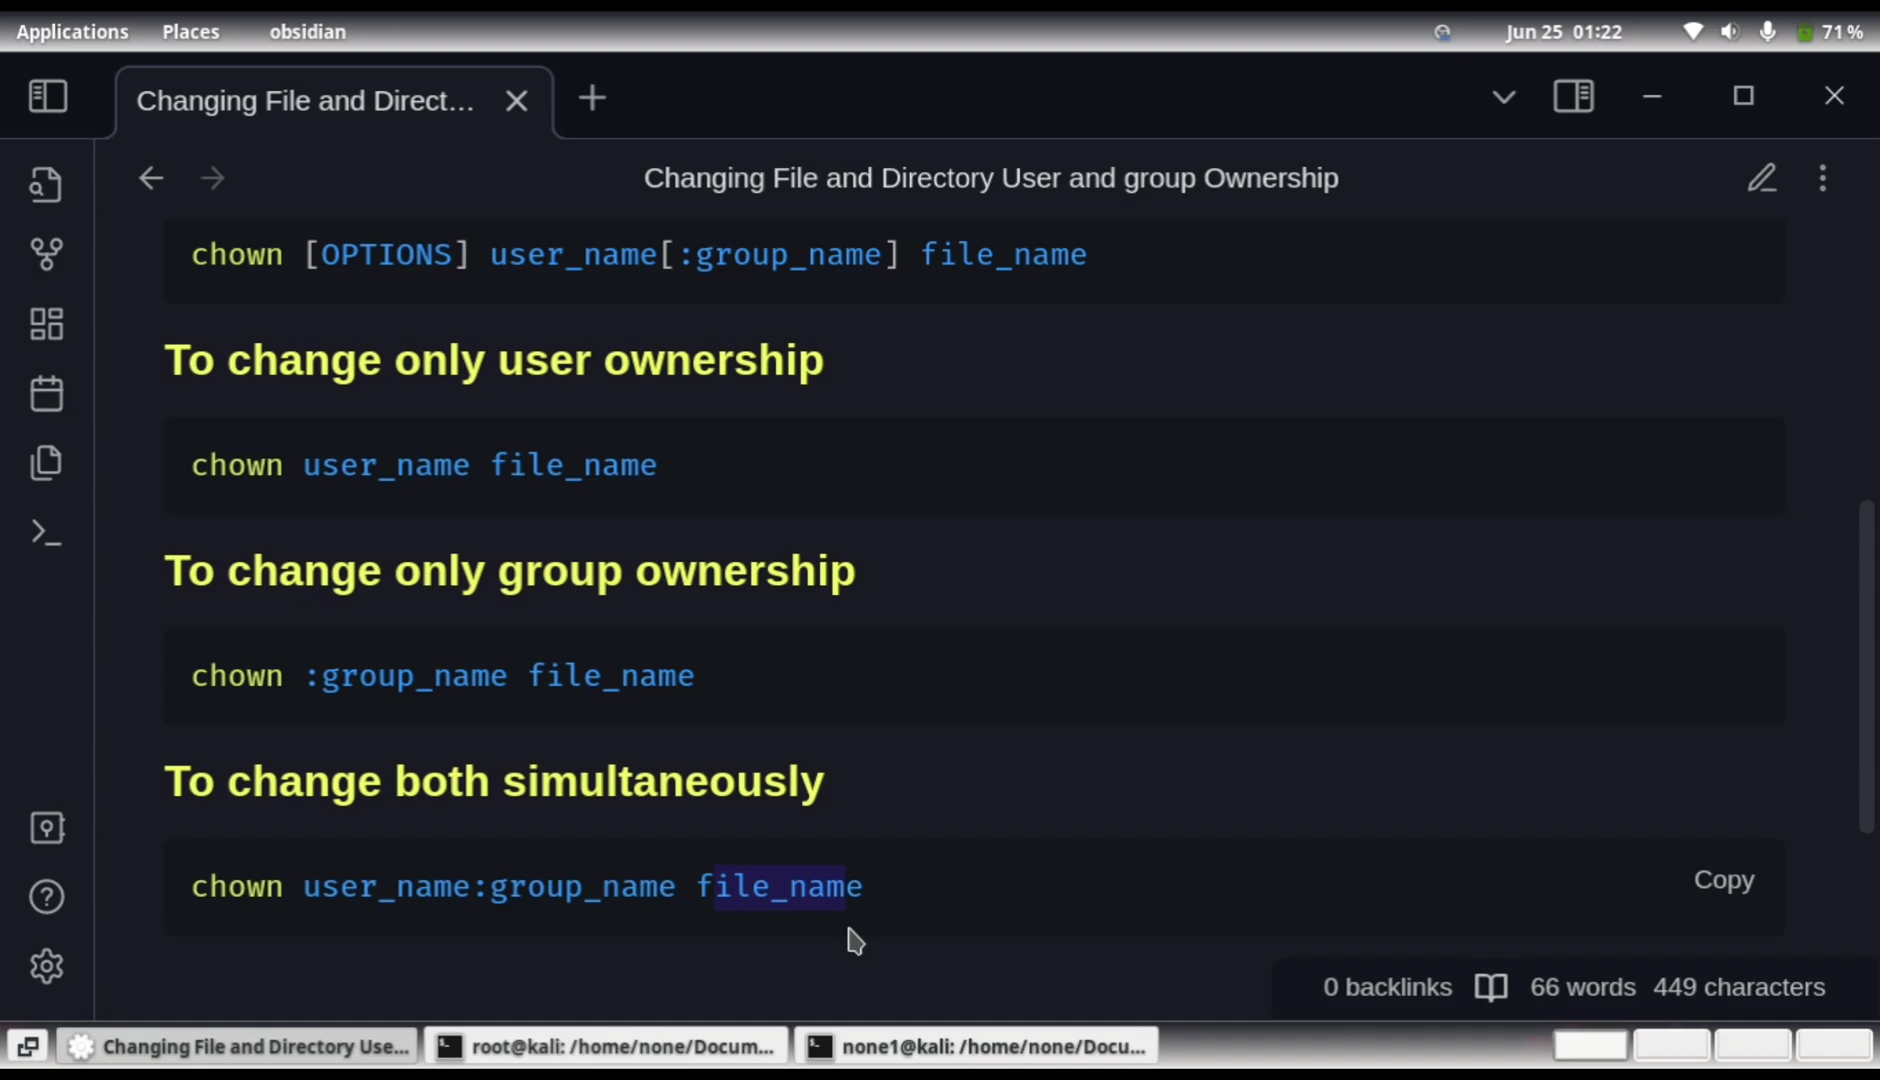 Applications Places obsidian Jun 25 01:22 71%
Changing File and Direct...
Changing File and Directory User and group Ownership
chown [OPTIONS] user_name[:group_name] file_name
To change only user ownership
chown user_name file_name
To change only group ownership
chown :group_name file_name
To change both simultaneously
chown user_name:group_name file_name
Copy
0 backlinks 66 words 449 characters
Changing File and Directory Use... root@kali: /home/none/Docum... none1@kali: /home/none/Docu...